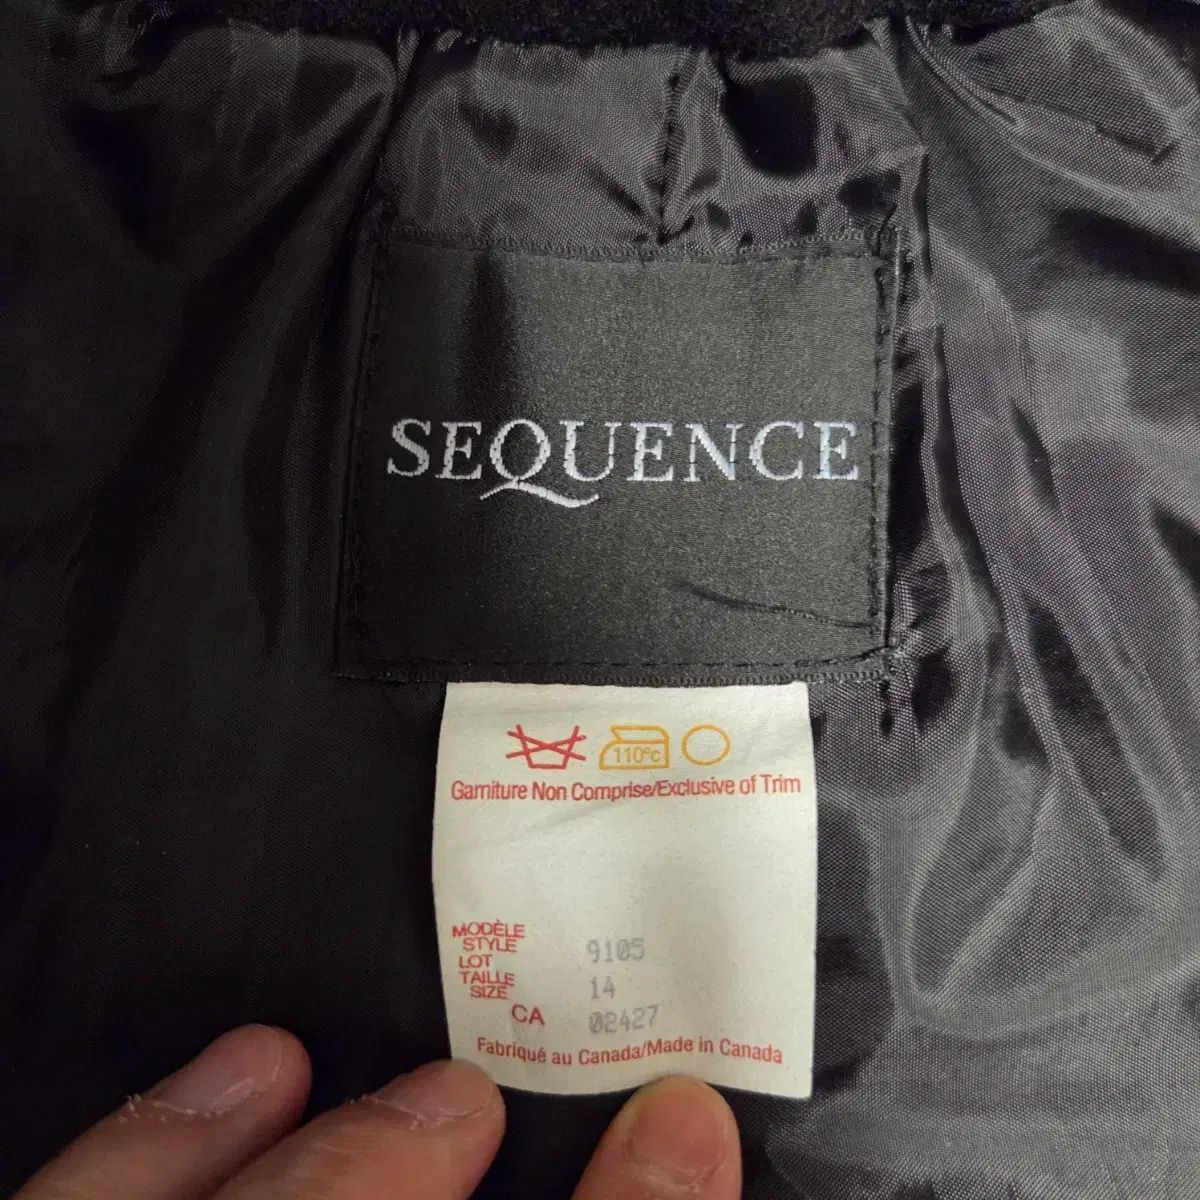 SEQUENCE
110°c
Garniture Non Comprise/Exclusive of Trim
MODÈLE
STYLE 9105
LOT
TAILLE
SIZE 14
CA 02427
Fabriqué au Canada/Made in Canada